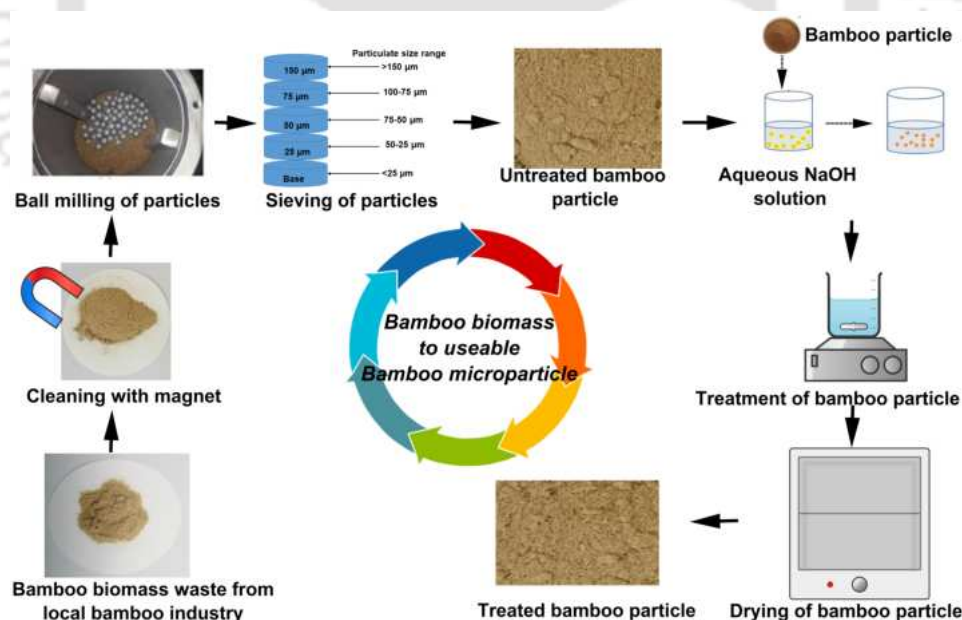 Ball milling of particles
Particulate size range
150 µm
>150 µm
75 µm
100-75 µm
50 µm
75-50 µm
25 µm
50-25 µm
Base
<25 µm
Sieving of particles
Untreated bamboo
particle
Bamboo particle
Aqueous NaOH
solution
Cleaning with magnet
Bamboo biomass
to useable
Bamboo microparticle
Treatment of bamboo particle
Bamboo biomass waste from
local bamboo industry
Treated bamboo particle
Drying of bamboo particle